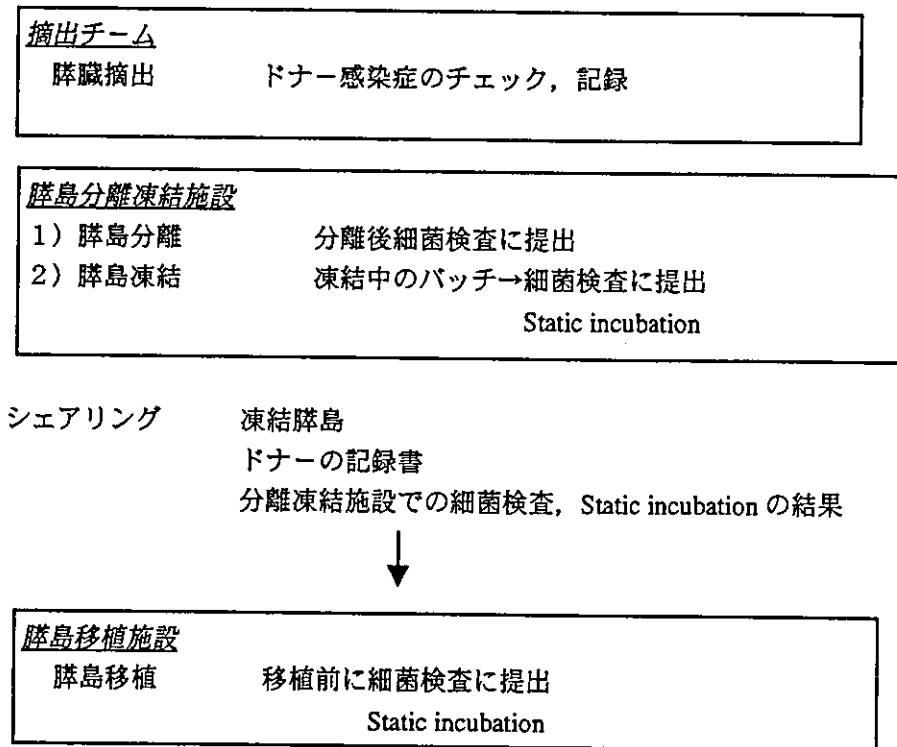 摘出チーム
膵臓摘出 ドナー感染症のチェック，記録
膵島分離凍結施設
1）膵島分離 分離後細菌検査に提出
2）膵島凍結 凍結中のバッチ→細菌検査に提出
Static incubation
シェアリング 凍結膵島
ドナーの記録書
分離凍結施設での細菌検査，Static incubation の結果
膵島移植施設
膵島移植 移植前に細菌検査に提出
Static incubation